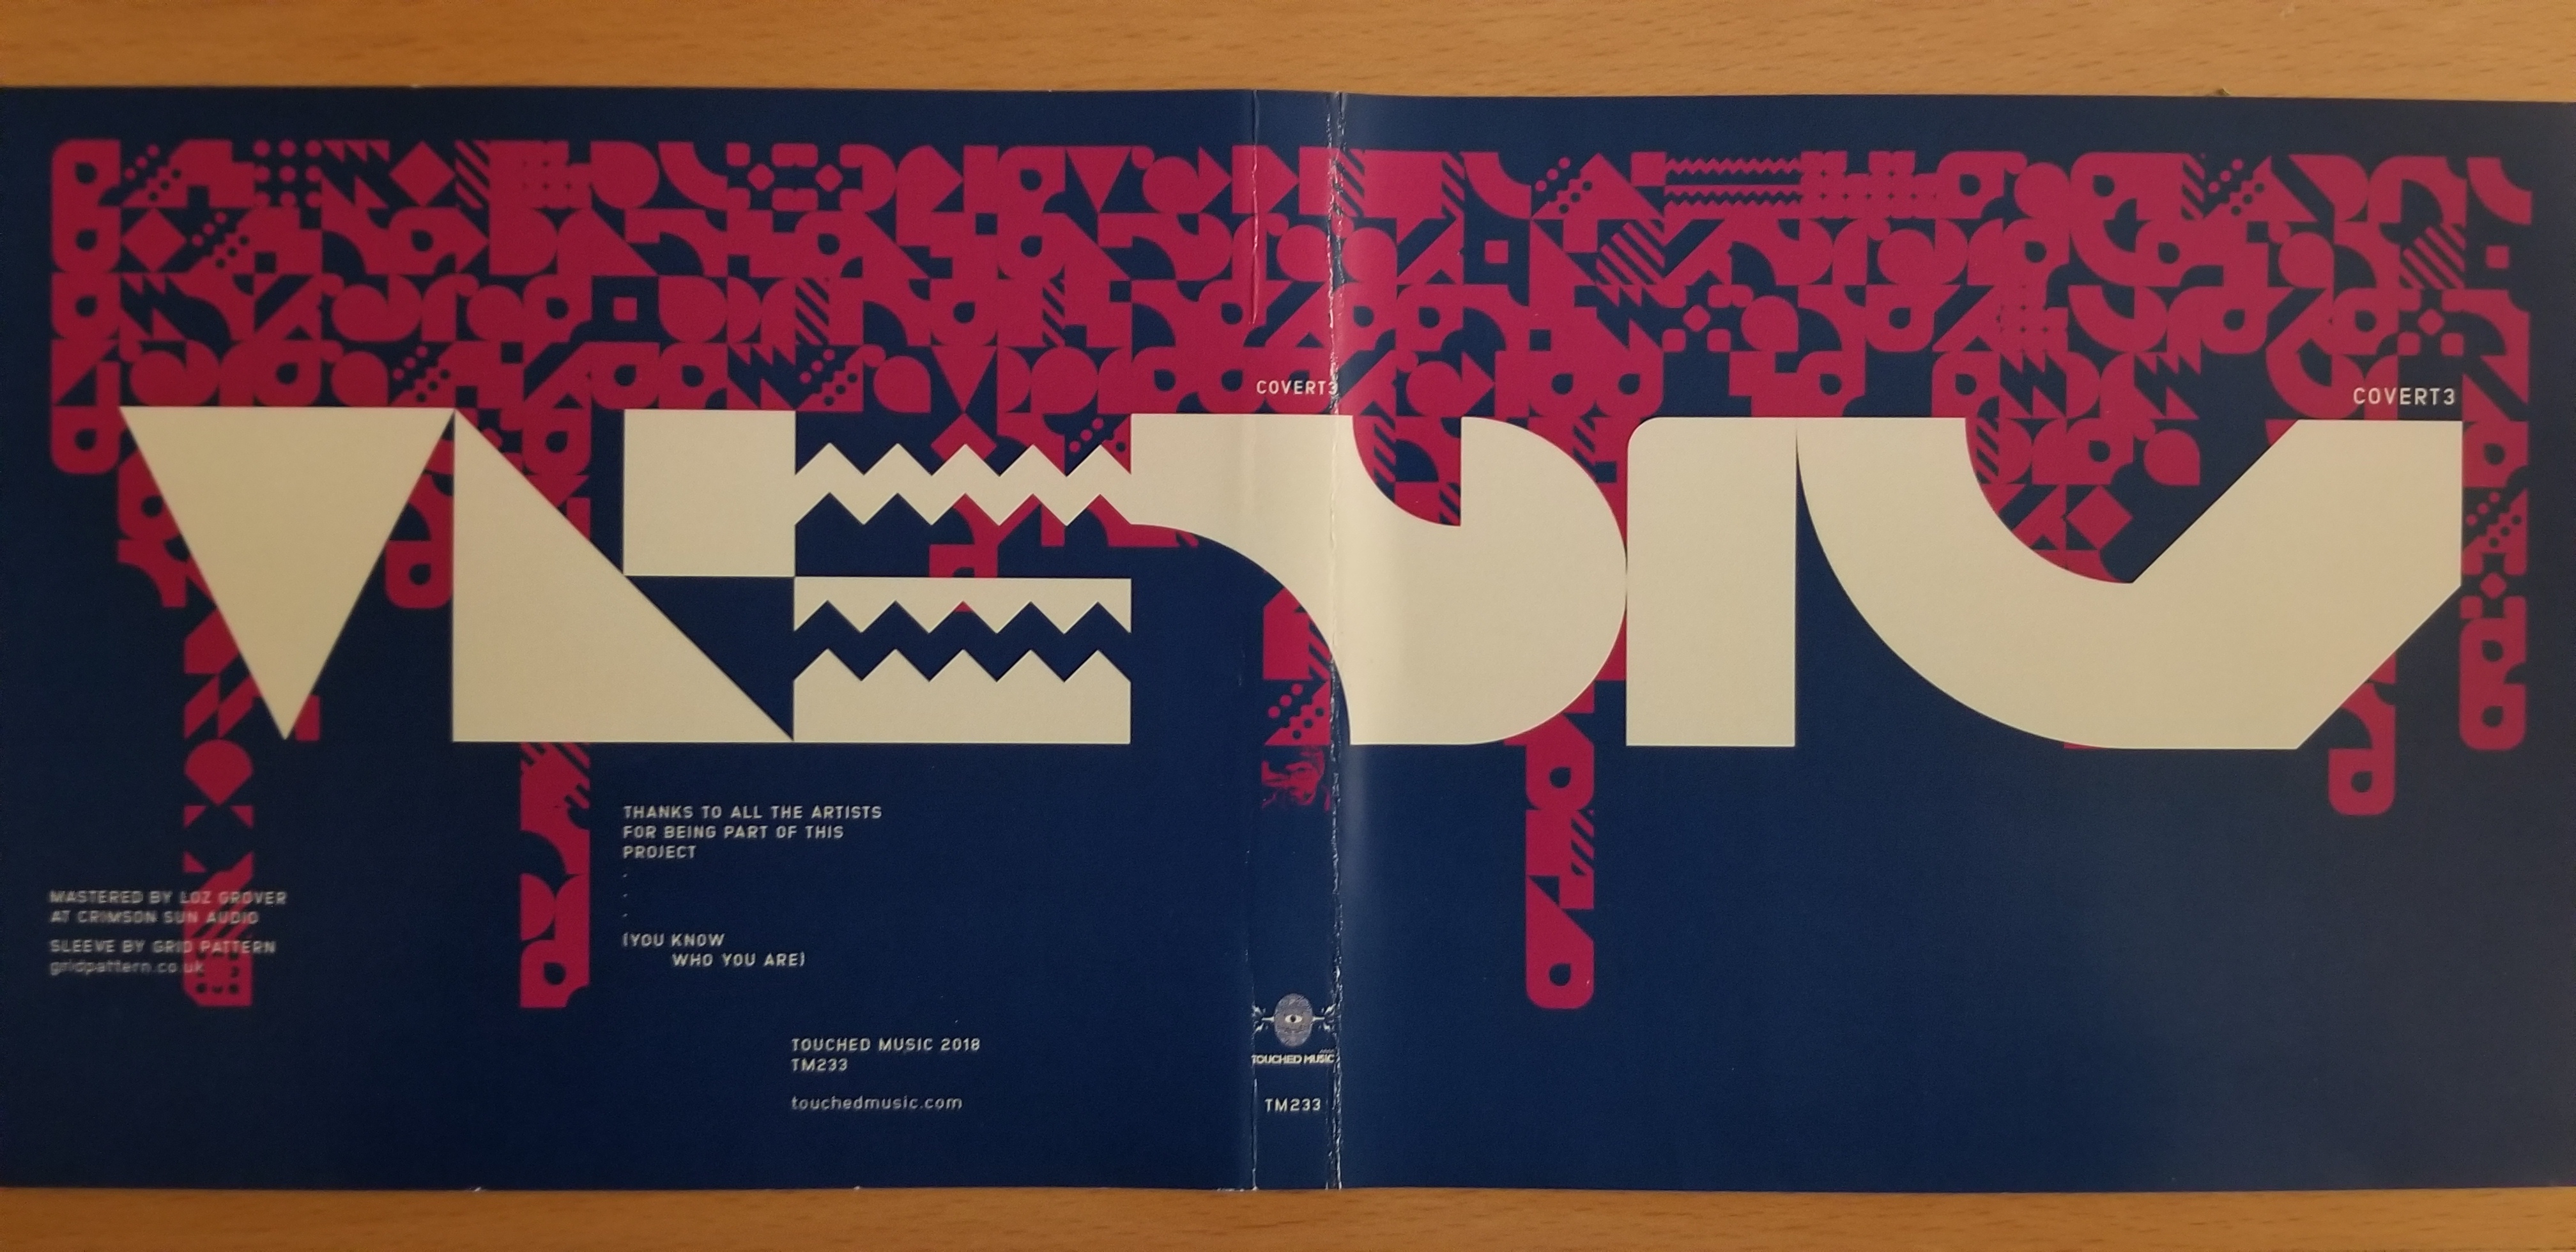 MASTERED BY LOZ GROVER
AT CRIMSON SUN AUDIO
SLEEVE BY GRID PATTERN
gridpattern.co.uk
THANKS TO ALL THE ARTISTS
FOR BEING PART OF THIS
PROJECT
.
.
.
(YOU KNOW
WHO YOU ARE)
TOUCHED MUSIC 2018
TM233
touchedmusic.com
COVERT3
TOUCHED MUSIC
TM233
COVERT3